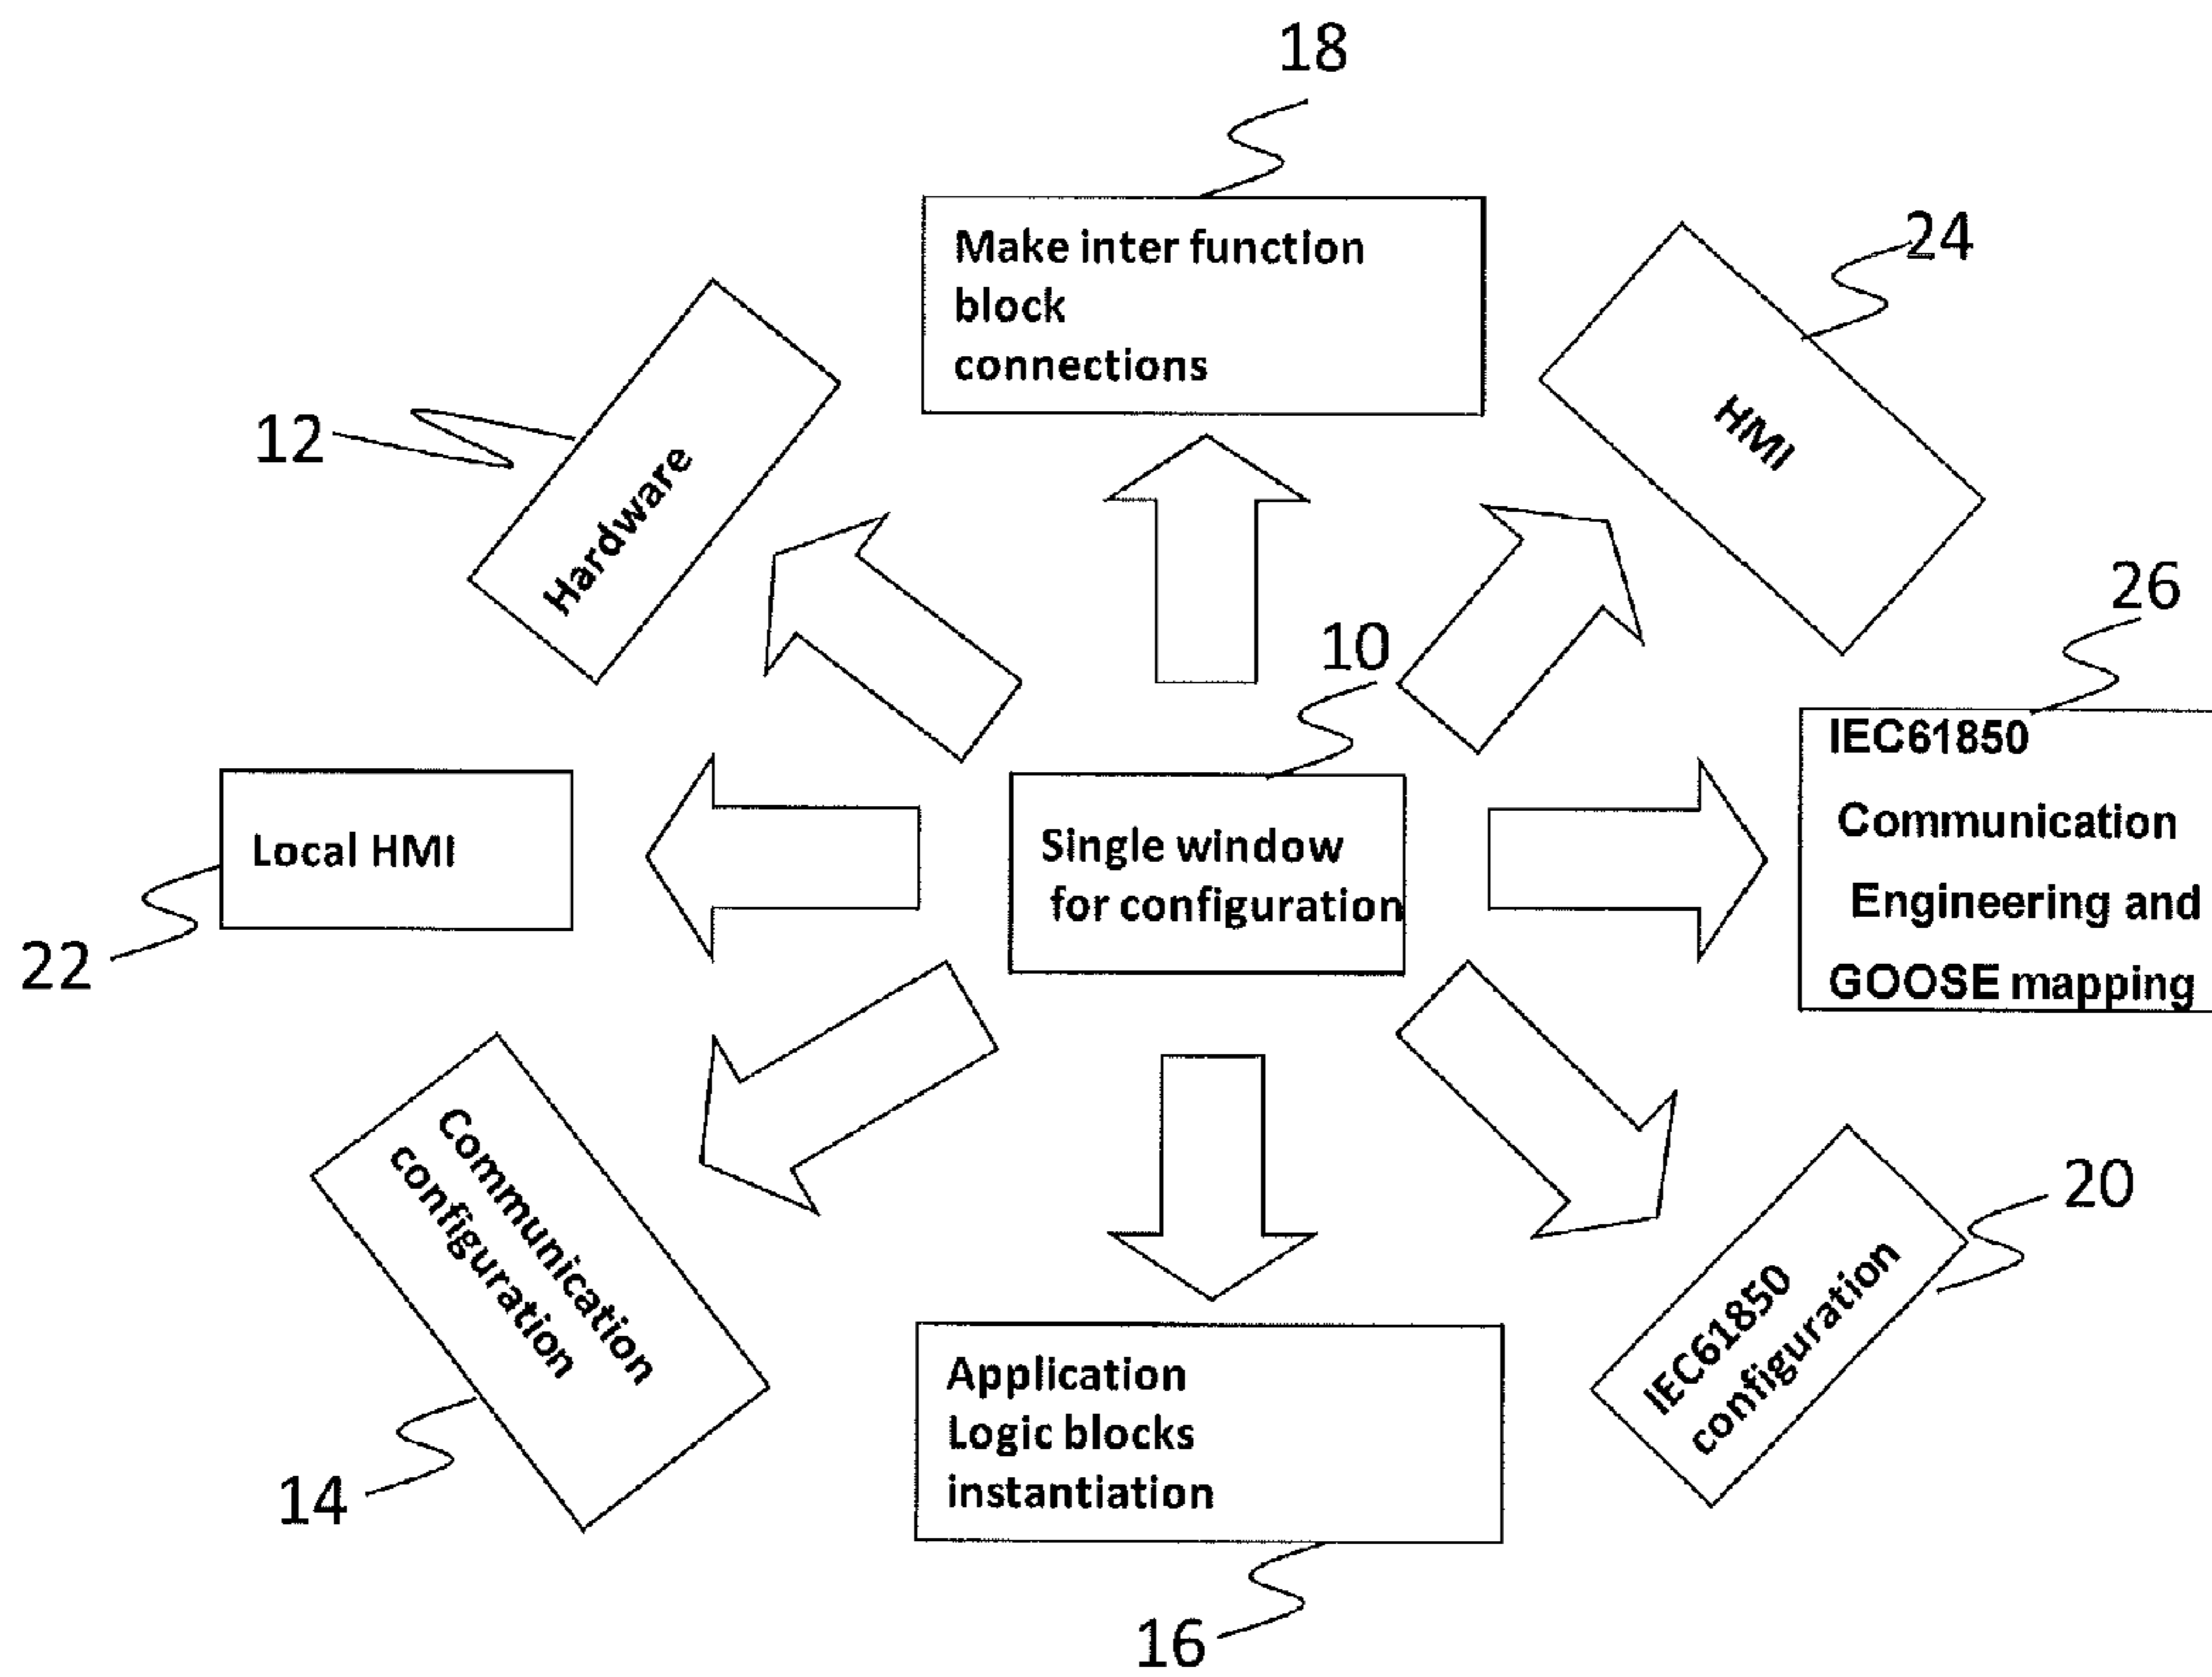 18
Make inter function
block
connections
24
HMI
12
Hardware
26
IEC61850
Communication
Engineering and
GOOSE mapping
10
Single window
for configuration
Local HMI
22
Communication
configuration
14
Application
Logic blocks
instantiation
16
20
IEC61850
configuration